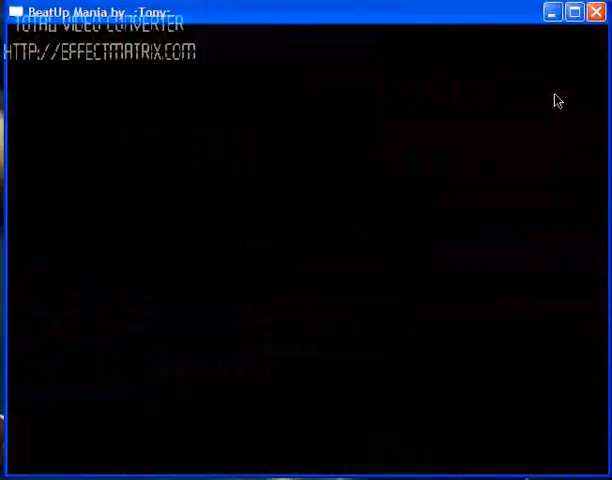 BeatUp Mania by .:Tony:.
TOTAL VIDEO CONVERTER
HTTP://EFFECTMATRIX.COM